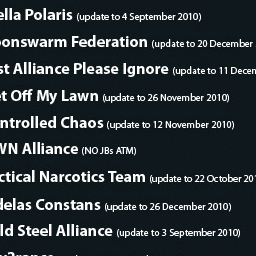 ella Polaris (update to 4 September 2010)
oonswarm Federation (update to 20 December
st Alliance Please Ignore (update to 11 Decem
et Off My Lawn (update to 26 November 2010)
ntrolled Chaos (update to 12 November 2010)
WN Alliance (NO JBs ATM)
ctical Narcotics Team (update to 22 October 201
delas Constans (update to 26 December 2010)
ld Steel Alliance (update to 3 September 2010)